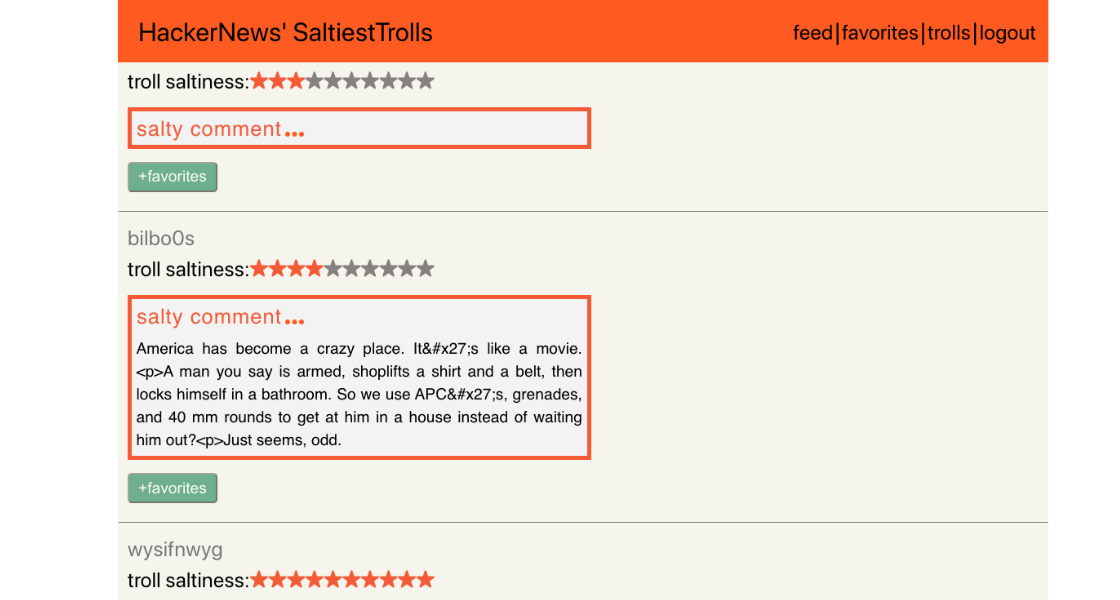 HackerNews' SaltiestTrolls
feed|favorites|trolls|logout
troll saltiness:★★★★★★★★★★
salty comment...
+favorites
bilbo0s
troll saltiness:★★★★★★★★★★
salty comment...
America has become a crazy place. It&#x27;s like a movie.
<p>A man you say is armed, shoplifts a shirt and a belt, then
locks himself in a bathroom. So we use APC&#x27;s, grenades,
and 40 mm rounds to get at him in a house instead of waiting
him out?<p>Just seems, odd.
+favorites
wysifnwyg
troll saltiness:★★★★★★★★★★